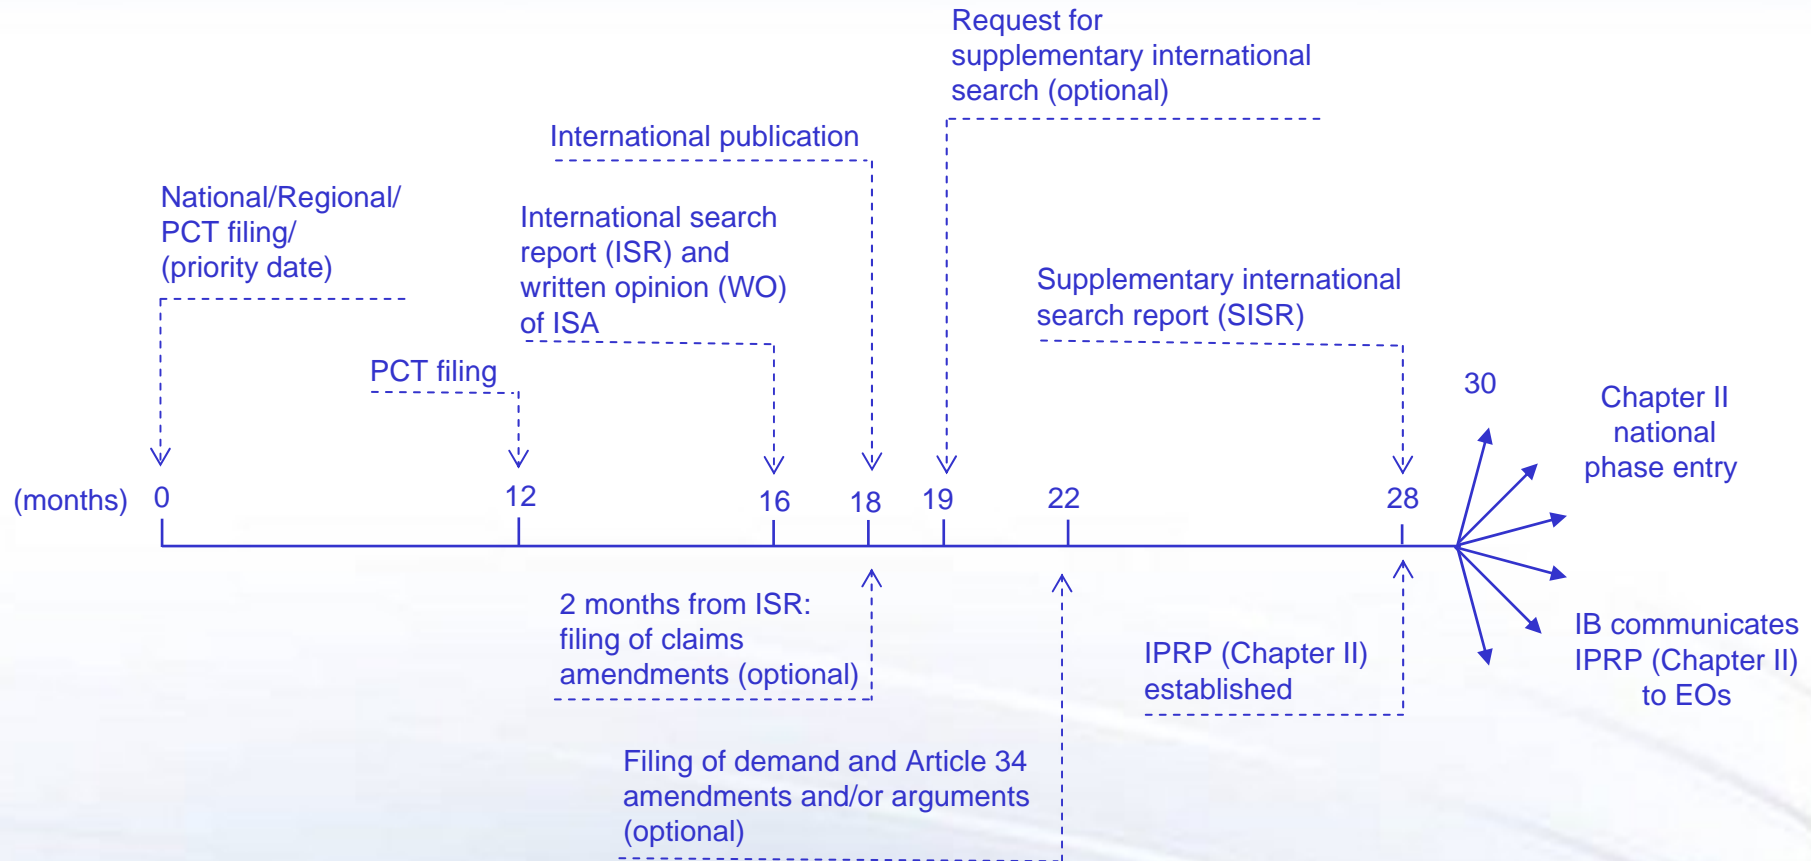 Request for
supplementary international
search (optional)
International publication
National/Regional/
PCT filing/
(priority date)
International search
report (ISR) and
written opinion (WO)
of ISA
Supplementary international
search report (SISR)
PCT filing
30
Chapter II
national
phase entry
(months) 0 12 16 18 19 22 28
2 months from ISR:
filing of claims
amendments (optional)
IPRP (Chapter II)
established
IB communicates
IPRP (Chapter II)
to EOs
Filing of demand and Article 34
amendments and/or arguments
(optional)